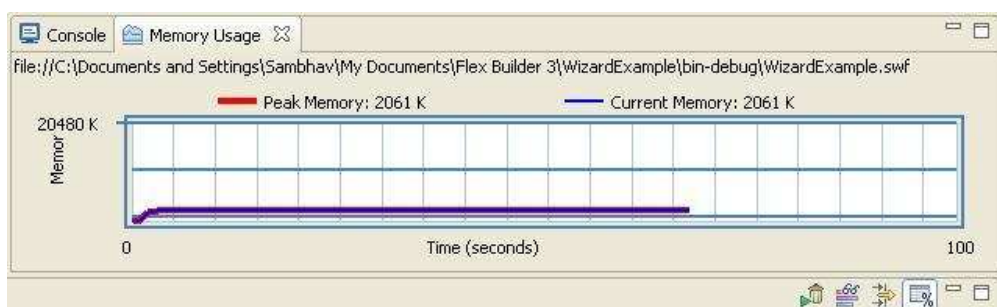 Console Memory Usage
file://C:\Documents and Settings\Sambhav\My Documents\Flex Builder 3\WizardExample\bin-debug\WizardExample.swf
Peak Memory: 2061 K Current Memory: 2061 K
20480 K
Memor
0 Time (seconds) 100